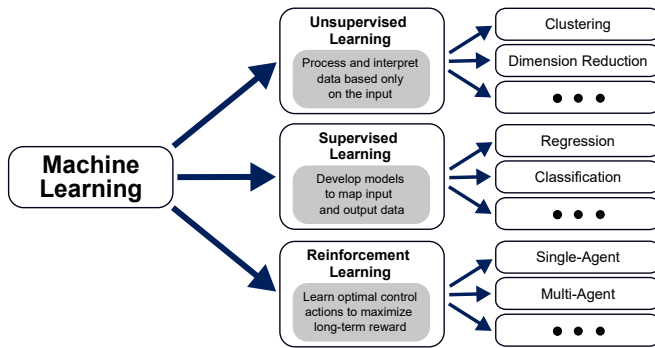 Machine
Learning
Unsupervised
Learning
Process and interpret
data based only
on the input
Clustering
Dimension Reduction
• • •
Supervised
Learning
Develop models
to map input
and output data
Regression
Classification
• • •
Reinforcement
Learning
Learn optimal control
actions to maximize
long-term reward
Single-Agent
Multi-Agent
• • •